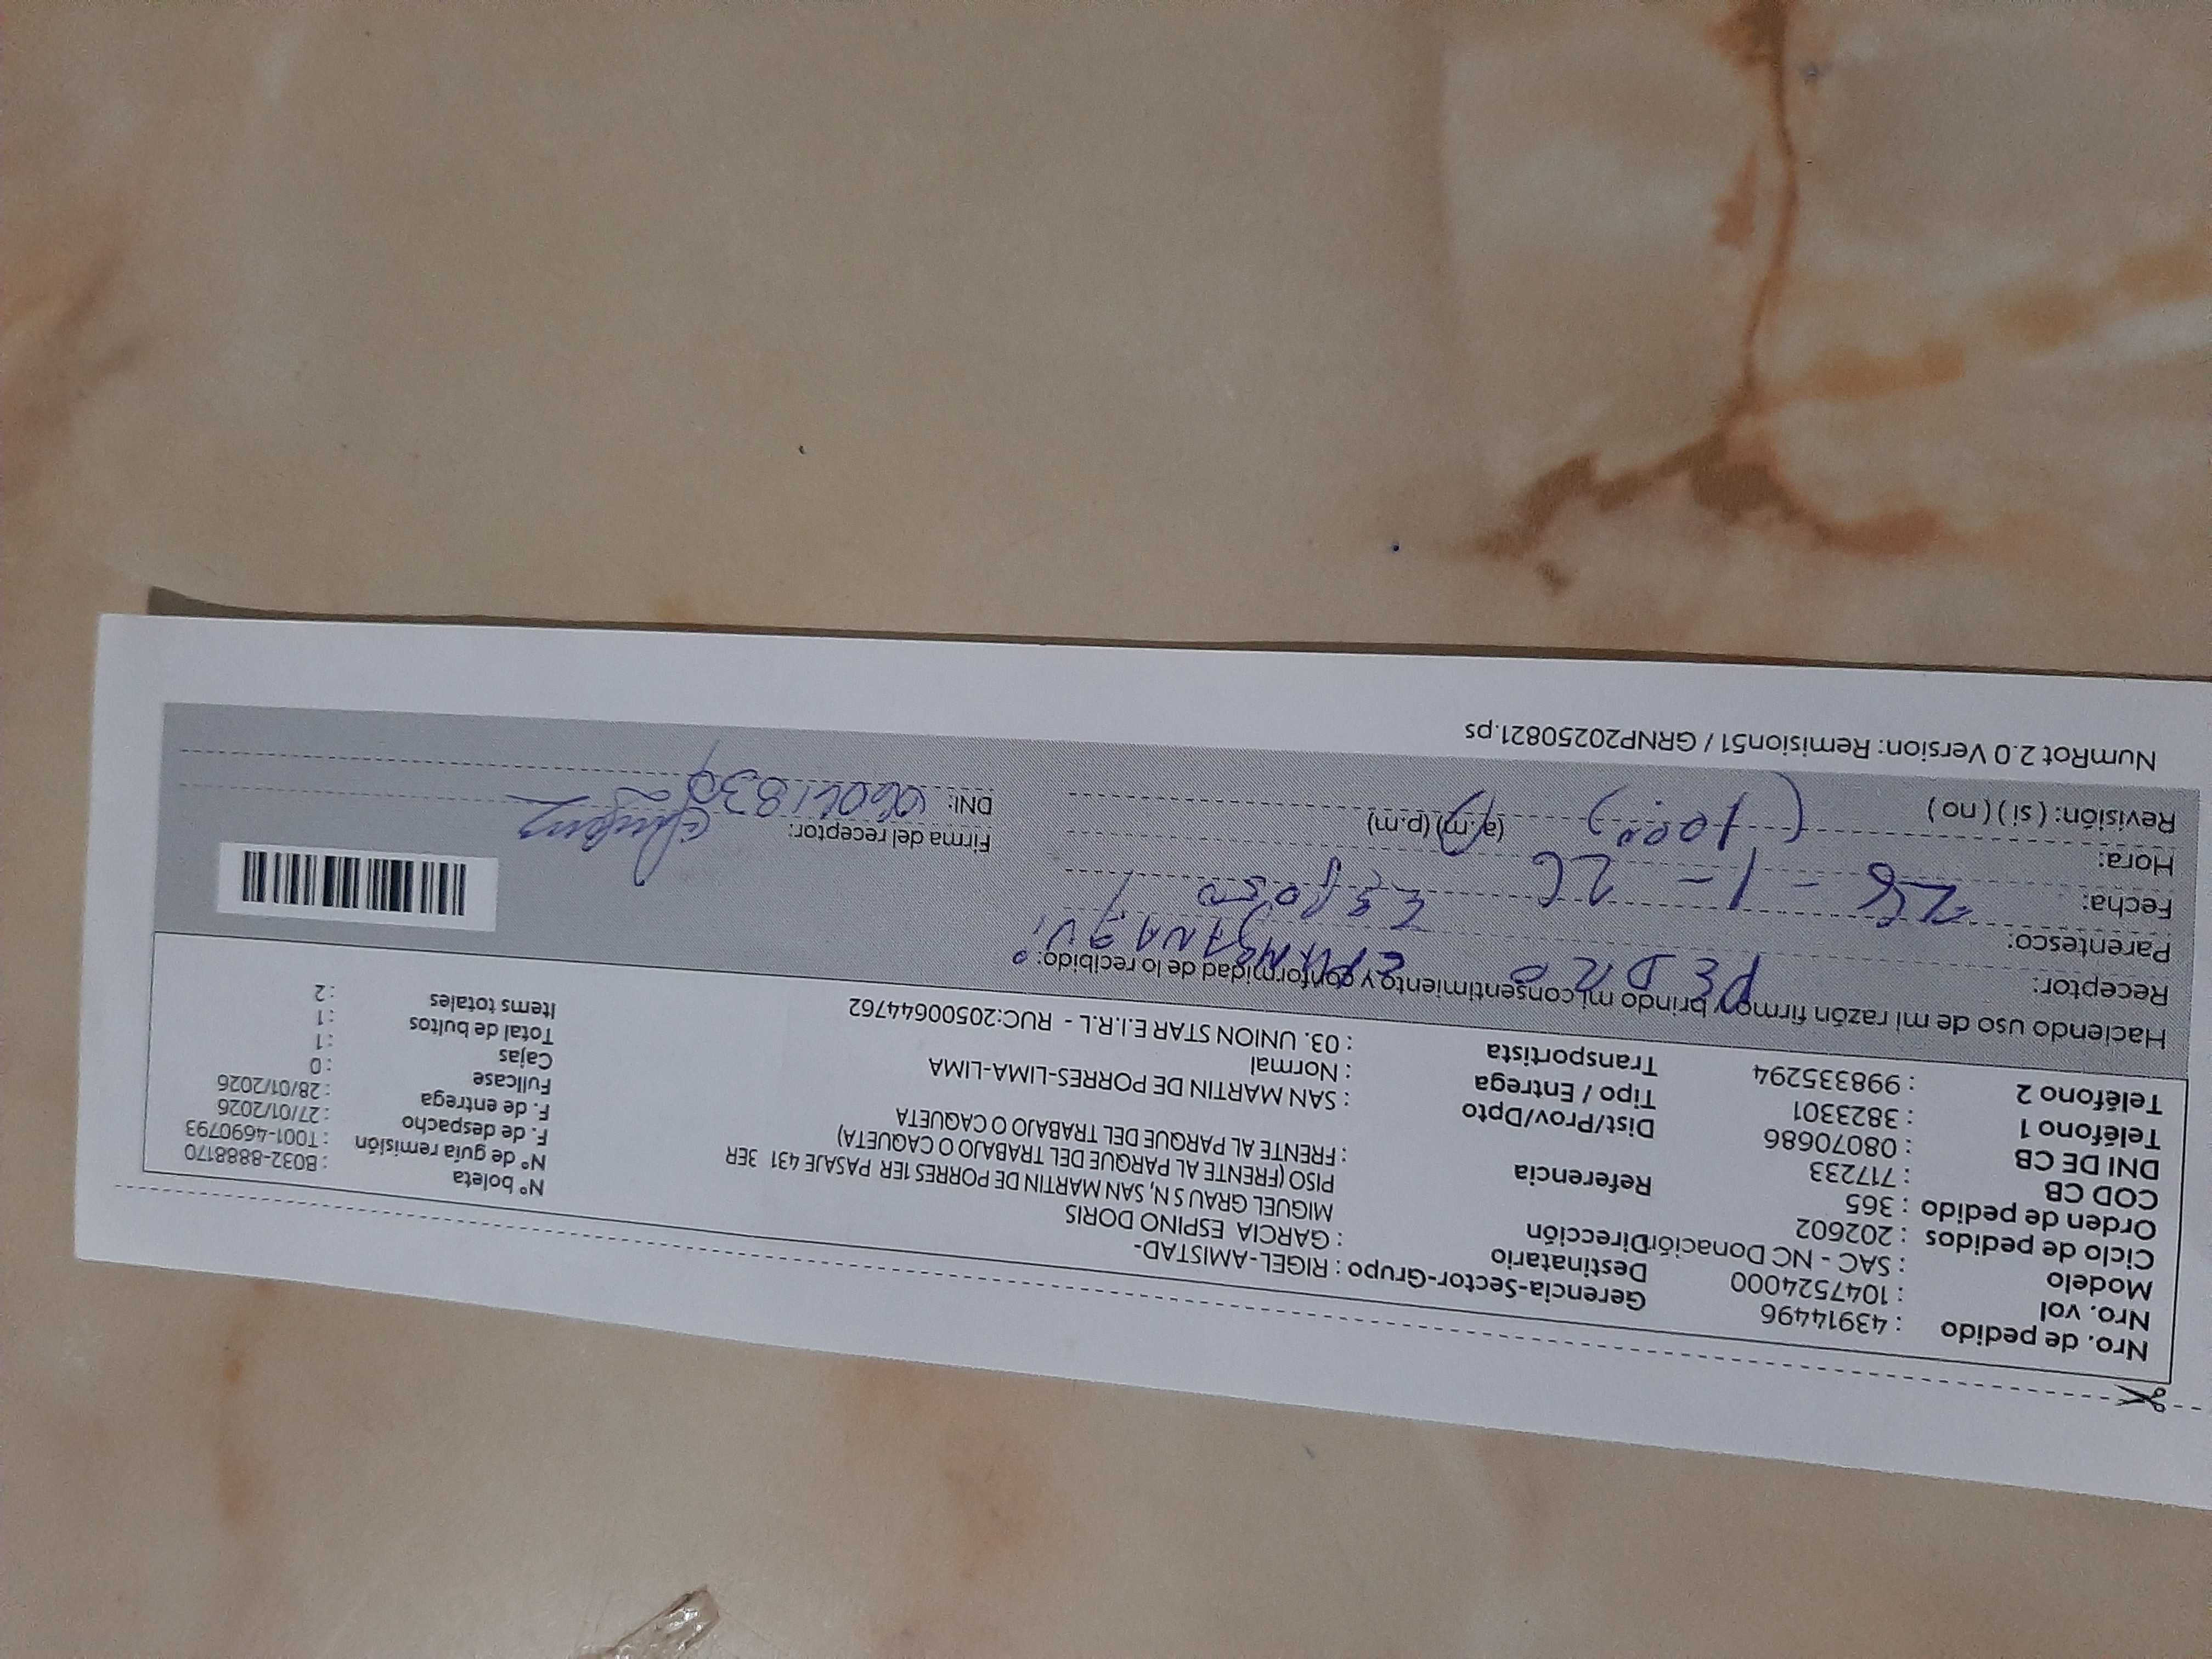 Nro. de pedido : 43914496
Nro. vol : 1047524000
Modelo : SAC - NC Donación
Ciclo de pedidos : 202602
Orden de pedido : 365
COD CB : 717233
DNI DE CB : 08070686
Teléfono 1 : 3823301
Teléfono 2 : 998335294
Gerencia-Sector-Grupo : RIGEL-AMISTAD-
Destinatario : GARCIA ESPINO DORIS
Dirección MIGUEL GRAU S N, SAN MARTIN DE PORRES 1ER PASAJE 431 3ER
PISO (FRENTE AL PARQUE DEL TRABAJO O CAQUETA)
Referencia : FRENTE AL PARQUE DEL TRABAJO O CAQUETA
Dist/Prov/Dpto : SAN MARTIN DE PORRES-LIMA-LIMA
Tipo / Entrega : Normal
Transportista : 03. UNION STAR E.I.R.L - RUC:20500644762
Nº boleta : B032-8888170
Nº de guía remisión : T001-4690793
F. de despacho : 27/01/2026
F. de entrega : 28/01/2026
Fullcase : 0
Cajas : 1
Total de bultos : 1
Items totales : 2
Haciendo uso de mi razón firmo y brindo mi consentimiento y conformidad de lo recibido:
Receptor: PEDRO
Parentesco: ESPOSO
Fecha: 28 - 1 - 26
Hora: (a.m) (p.m)
Revisión: ( si ) ( no )
Firma del receptor:
DNI:
NumRot 2.0 Version: Remision51 / GRNP20250821.ps